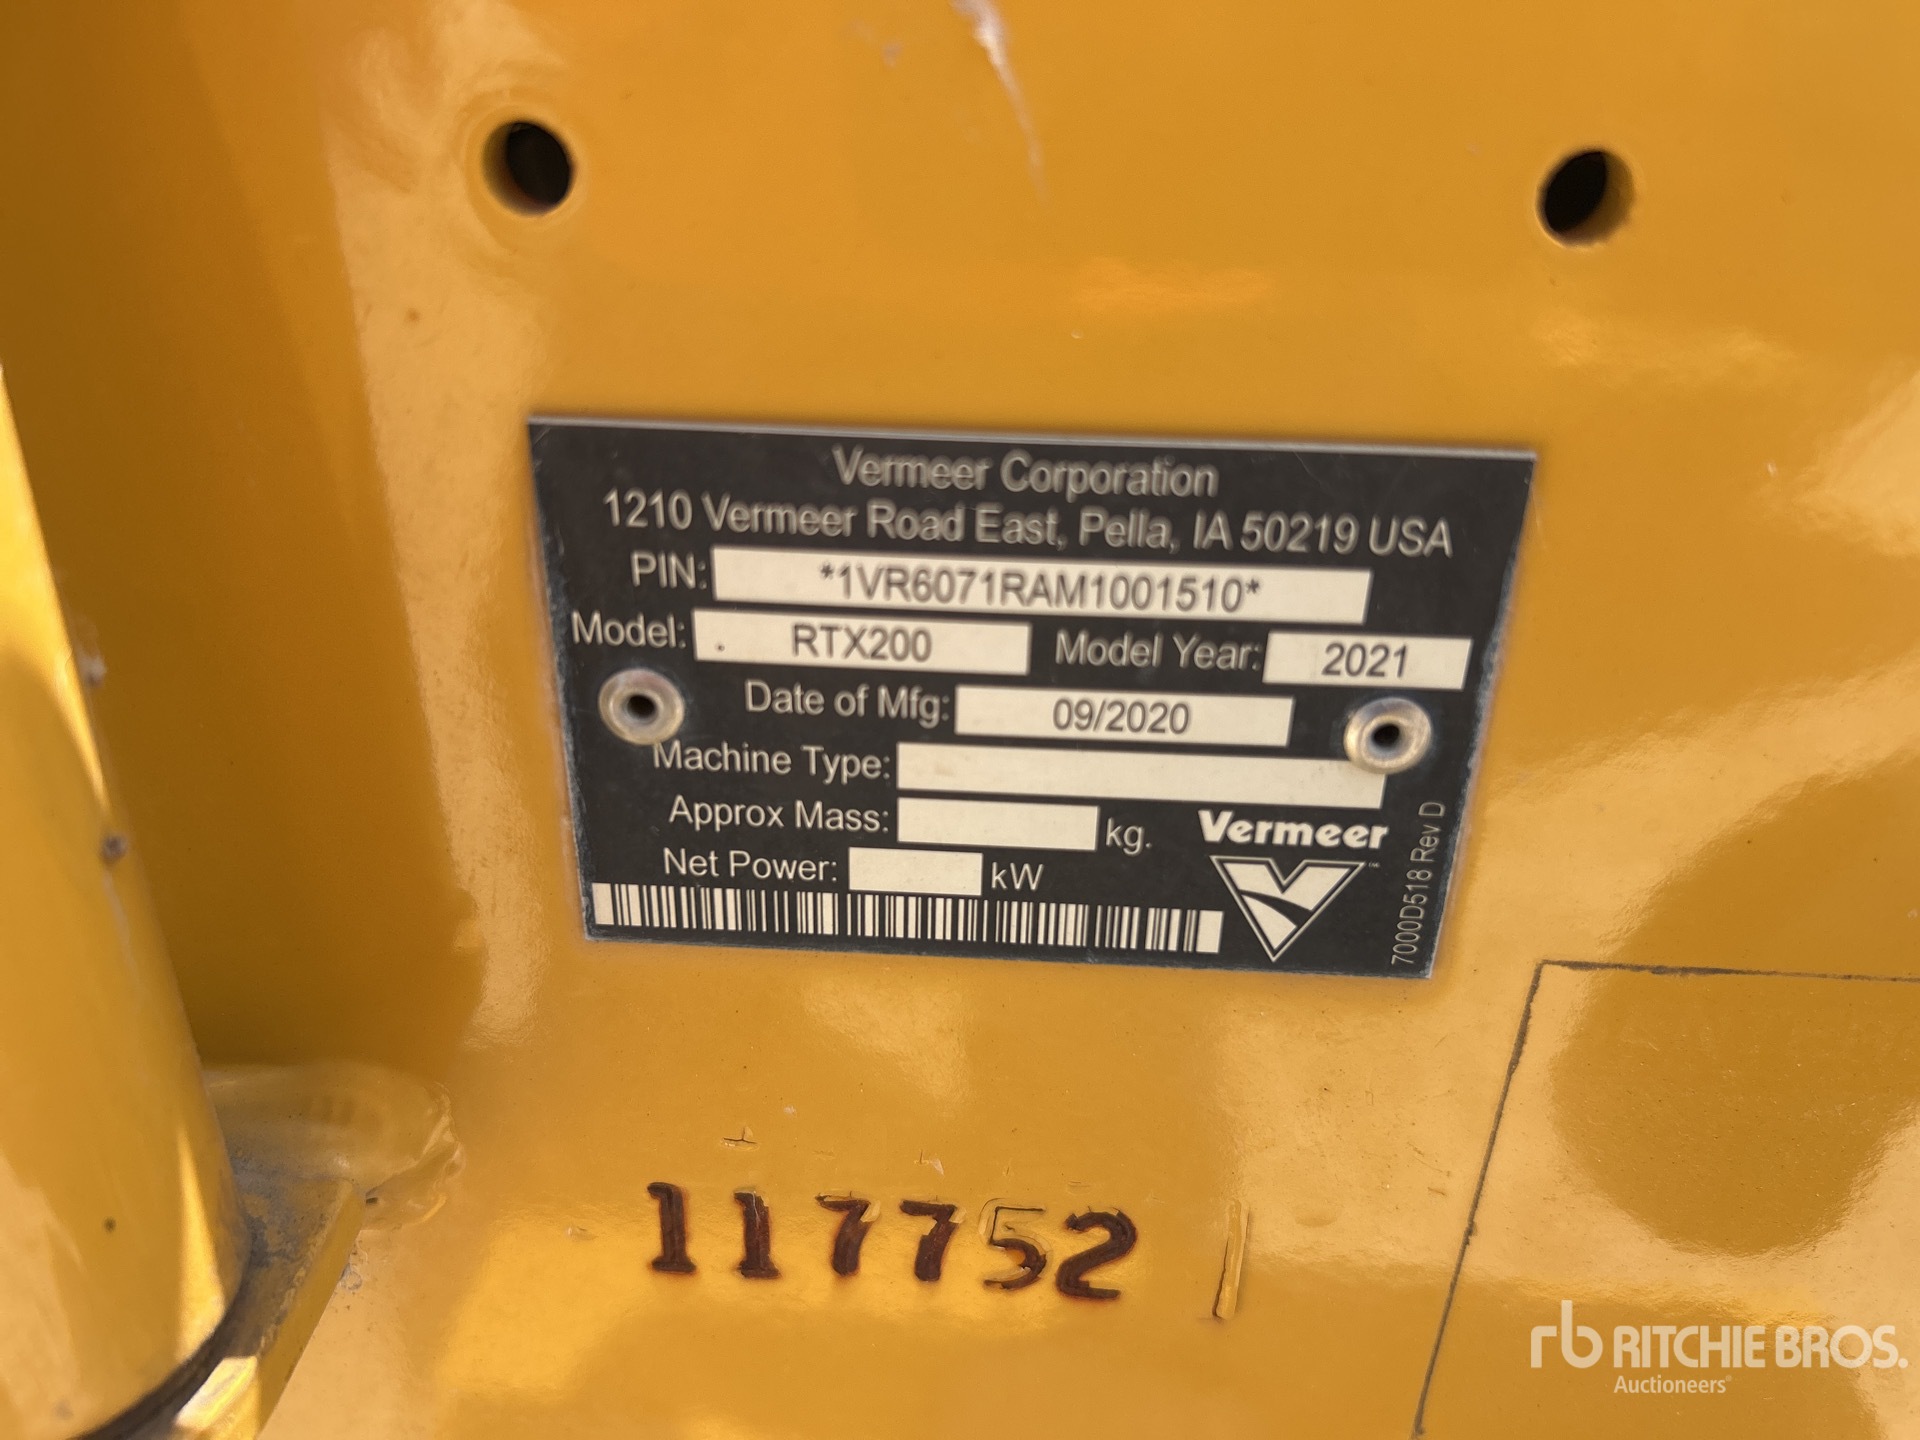 Vermeer Corporation
1210 Vermeer Road East, Pella, IA 50219 USA
PIN: *1VR6071RAM1001510*
Model: . RTX200 Model Year: 2021
Date of Mfg: 09/2020
Machine Type:
Approx Mass: kg.
Net Power: kW
Vermeer
7000D518 Rev D
117752
rb RITCHIE BROS.
Auctioneers